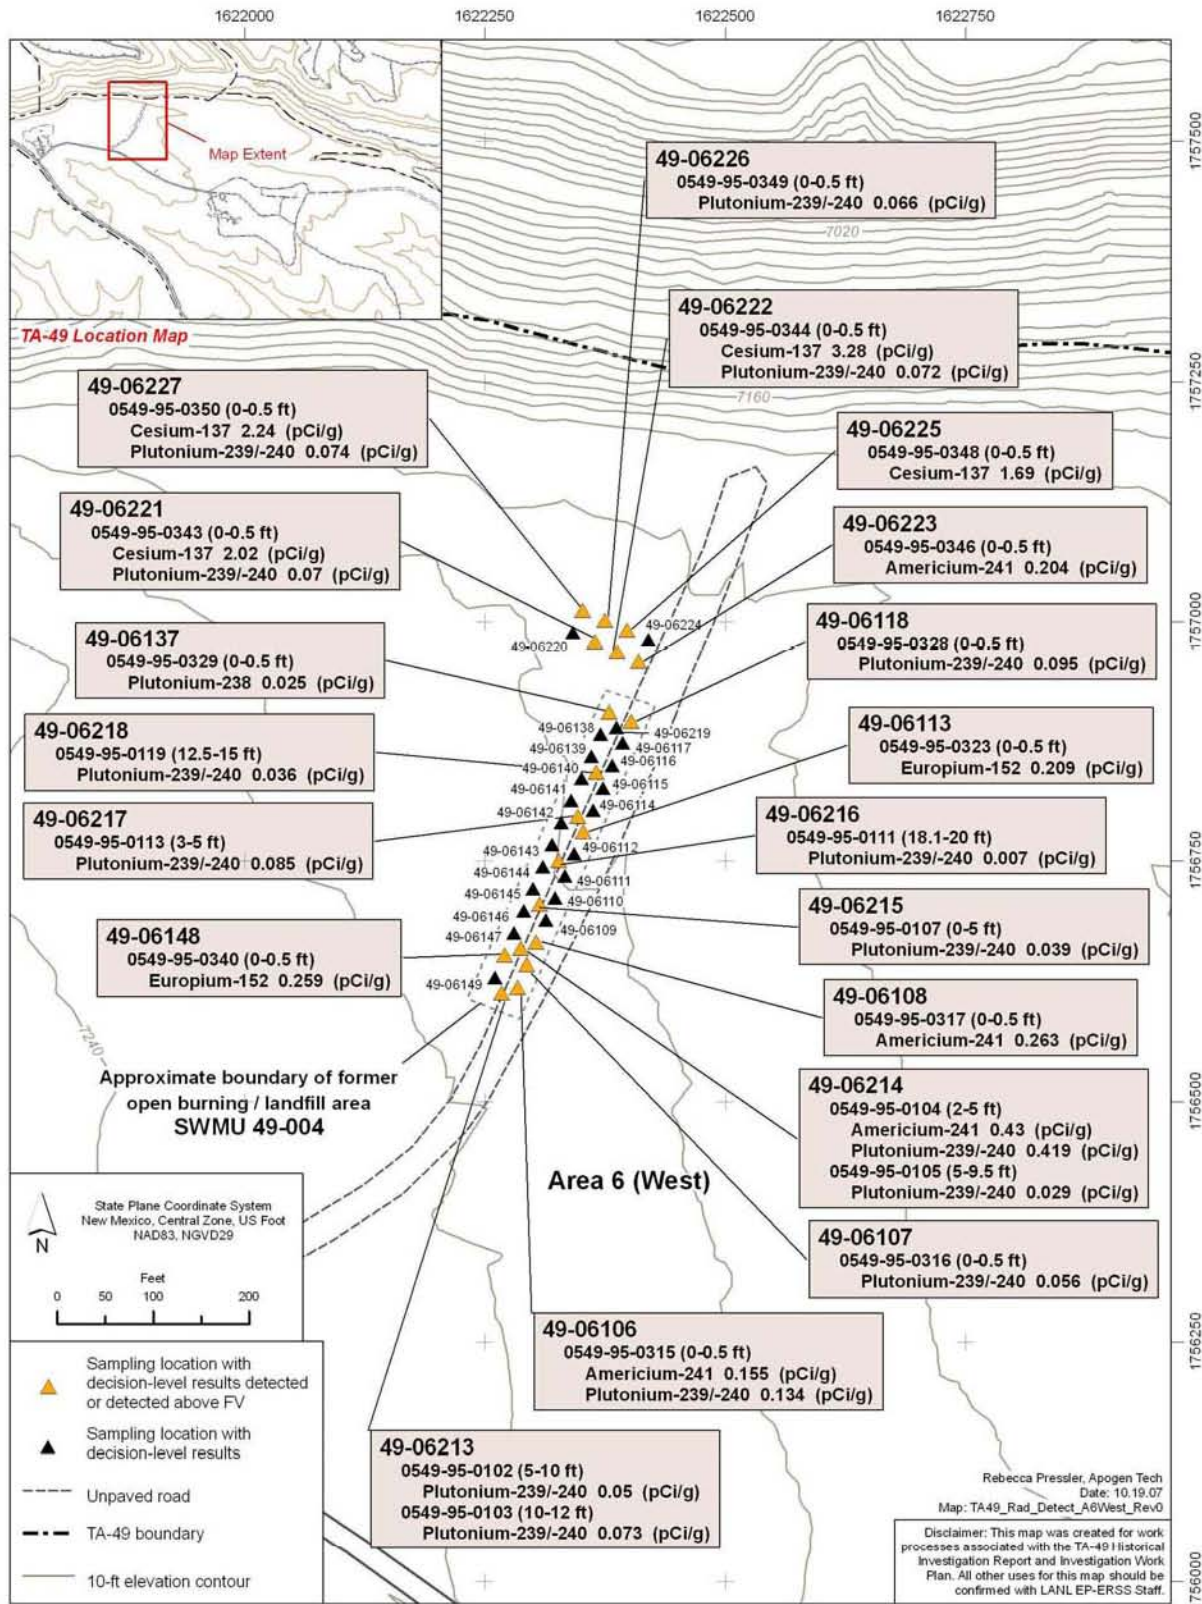 1622000
1622250
1622500
1622750
1757500
1757250
1757000
1756750
1756500
1756250
1756000
Map Extent
TA-49 Location Map
7020
7160
7240
49-06226
0549-95-0349 (0-0.5 ft)
Plutonium-239/-240 0.066 (pCi/g)
49-06222
0549-95-0344 (0-0.5 ft)
Cesium-137 3.28 (pCi/g)
Plutonium-239/-240 0.072 (pCi/g)
49-06227
0549-95-0350 (0-0.5 ft)
Cesium-137 2.24 (pCi/g)
Plutonium-239/-240 0.074 (pCi/g)
49-06225
0549-95-0348 (0-0.5 ft)
Cesium-137 1.69 (pCi/g)
49-06221
0549-95-0343 (0-0.5 ft)
Cesium-137 2.02 (pCi/g)
Plutonium-239/-240 0.07 (pCi/g)
49-06223
0549-95-0346 (0-0.5 ft)
Americium-241 0.204 (pCi/g)
49-06137
0549-95-0329 (0-0.5 ft)
Plutonium-238 0.025 (pCi/g)
49-06118
0549-95-0328 (0-0.5 ft)
Plutonium-239/-240 0.095 (pCi/g)
49-06218
0549-95-0119 (12.5-15 ft)
Plutonium-239/-240 0.036 (pCi/g)
49-06113
0549-95-0323 (0-0.5 ft)
Europium-152 0.209 (pCi/g)
49-06217
0549-95-0113 (3-5 ft)
Plutonium-239/-240 0.085 (pCi/g)
49-06216
0549-95-0111 (18.1-20 ft)
Plutonium-239/-240 0.007 (pCi/g)
49-06215
0549-95-0107 (0-5 ft)
Plutonium-239/-240 0.039 (pCi/g)
49-06148
0549-95-0340 (0-0.5 ft)
Europium-152 0.259 (pCi/g)
49-06108
0549-95-0317 (0-0.5 ft)
Americium-241 0.263 (pCi/g)
49-06214
0549-95-0104 (2-5 ft)
Americium-241 0.43 (pCi/g)
Plutonium-239/-240 0.419 (pCi/g)
0549-95-0105 (5-9.5 ft)
Plutonium-239/-240 0.029 (pCi/g)
49-06107
0549-95-0316 (0-0.5 ft)
Plutonium-239/-240 0.056 (pCi/g)
49-06106
0549-95-0315 (0-0.5 ft)
Americium-241 0.155 (pCi/g)
Plutonium-239/-240 0.134 (pCi/g)
49-06213
0549-95-0102 (5-10 ft)
Plutonium-239/-240 0.05 (pCi/g)
0549-95-0103 (10-12 ft)
Plutonium-239/-240 0.073 (pCi/g)
49-06220
49-06224
49-06138
49-06219
49-06139
49-06117
49-06140
49-06116
49-06141
49-06115
49-06142
49-06114
49-06143
49-06112
49-06144
49-06111
49-06145
49-06110
49-06146
49-06109
49-06147
49-06149
Approximate boundary of former
open burning / landfill area
SWMU 49-004
Area 6 (West)
State Plane Coordinate System
New Mexico, Central Zone, US Foot
NAD83, NGVD29
N
Feet
0 50 100 200
Sampling location with
decision-level results detected
or detected above FV
Sampling location with
decision-level results
Unpaved road
TA-49 boundary
10-ft elevation contour
Rebecca Pressler, Apogen Tech
Date: 10.19.07
Map: TA49_Rad_Detect_A6West_Rev0
Disclaimer: This map was created for work
processes associated with the TA-49 Historical
Investigation Report and Investigation Work
Plan. All other uses for this map should be
confirmed with LANL EP-ERSS Staff.